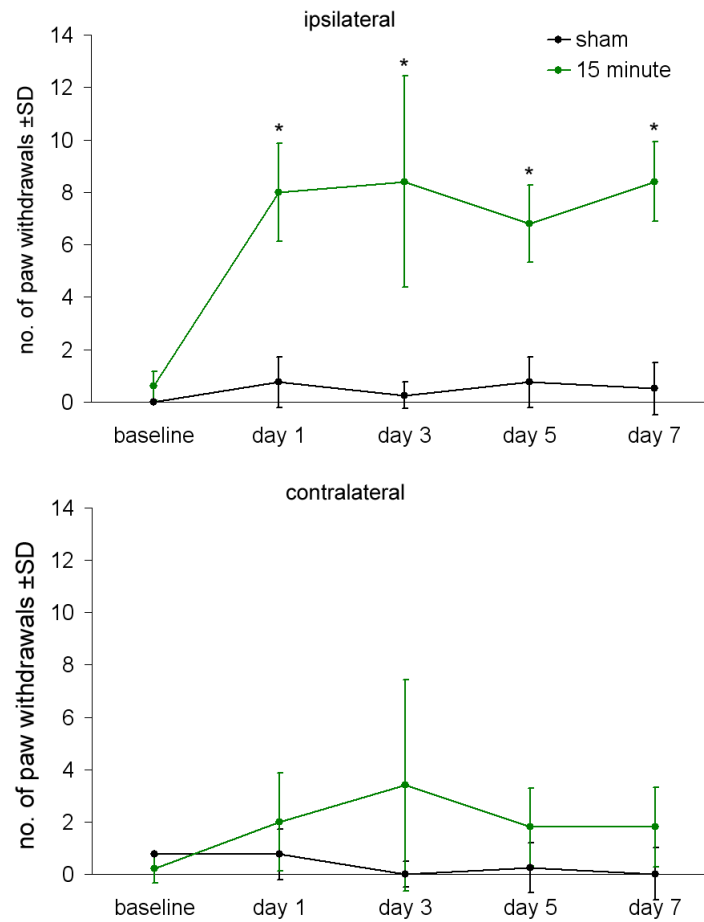 ipsilateral
sham
15 minute
no. of paw withdrawals ±SD
14
12
10
8
6
4
2
0
* * * *
baseline day 1 day 3 day 5 day 7
contralateral
no. of paw withdrawals ±SD
14
12
10
8
6
4
2
0
baseline day 1 day 3 day 5 day 7